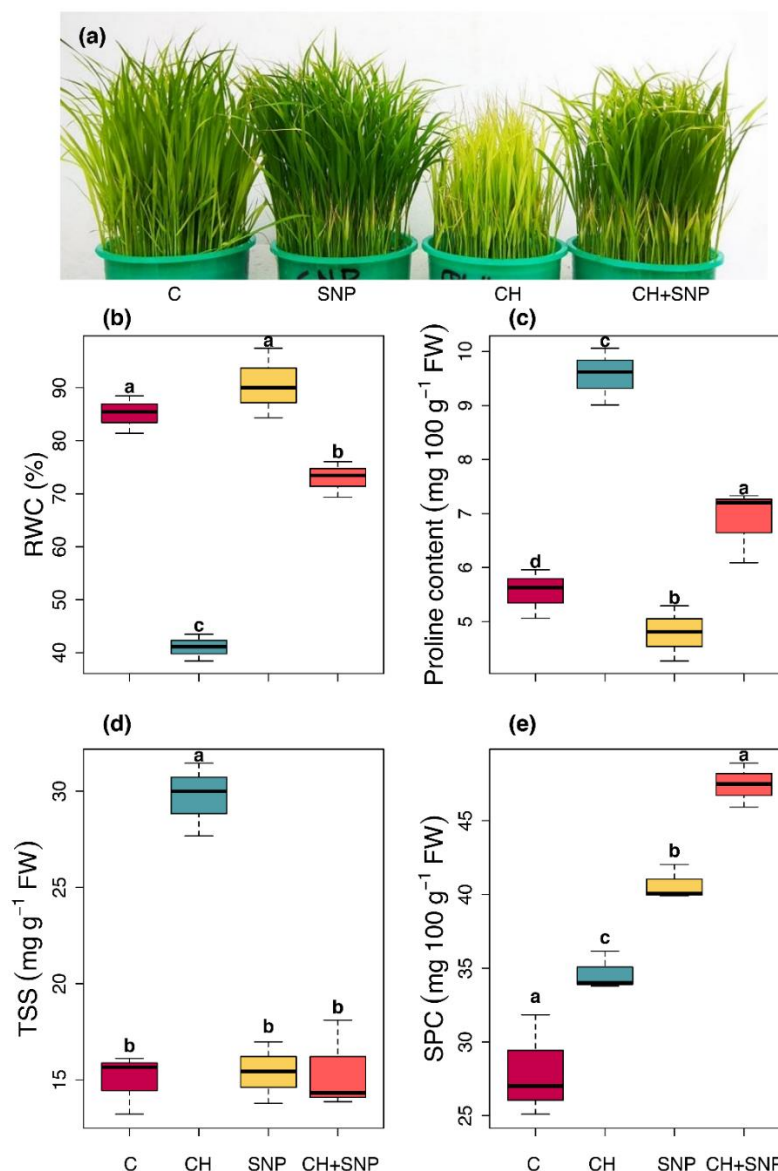 (a)
C SNP CH CH+SNP
(b)
RWC (%)
40 50 60 70 80 90
a
c
a
b
(c)
Proline content (mg 100 g⁻¹ FW)
5 6 7 8 9 10
d
c
b
a
(d)
TSS (mg g⁻¹ FW)
15 20 25 30
b
a
b
b
C CH SNP CH+SNP
(e)
SPC (mg 100 g⁻¹ FW)
25 30 35 40 45
a
c
b
a
C CH SNP CH+SNP